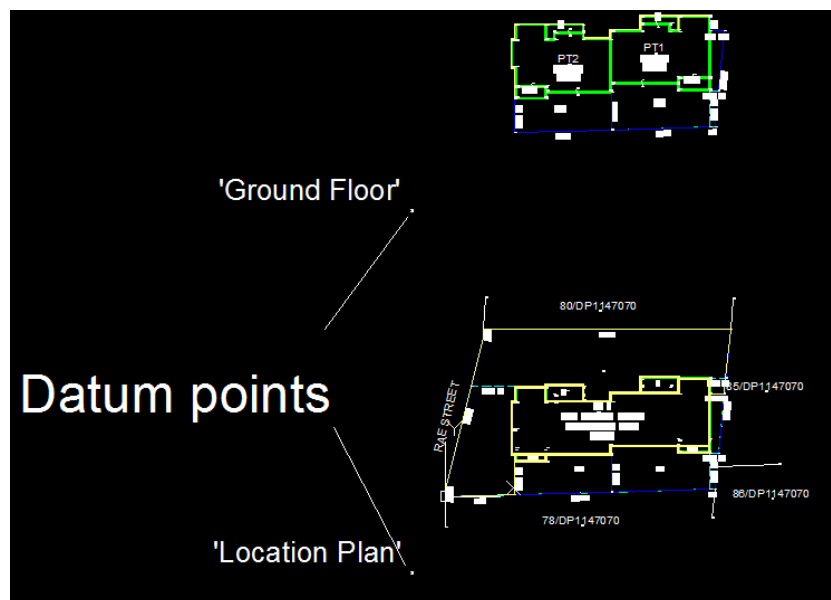 PT2
PT1
'Ground Floor'
80/DP1147070
Datum points
RAE STREET
85/DP1147070
86/DP1147070
78/DP1147070
'Location Plan'